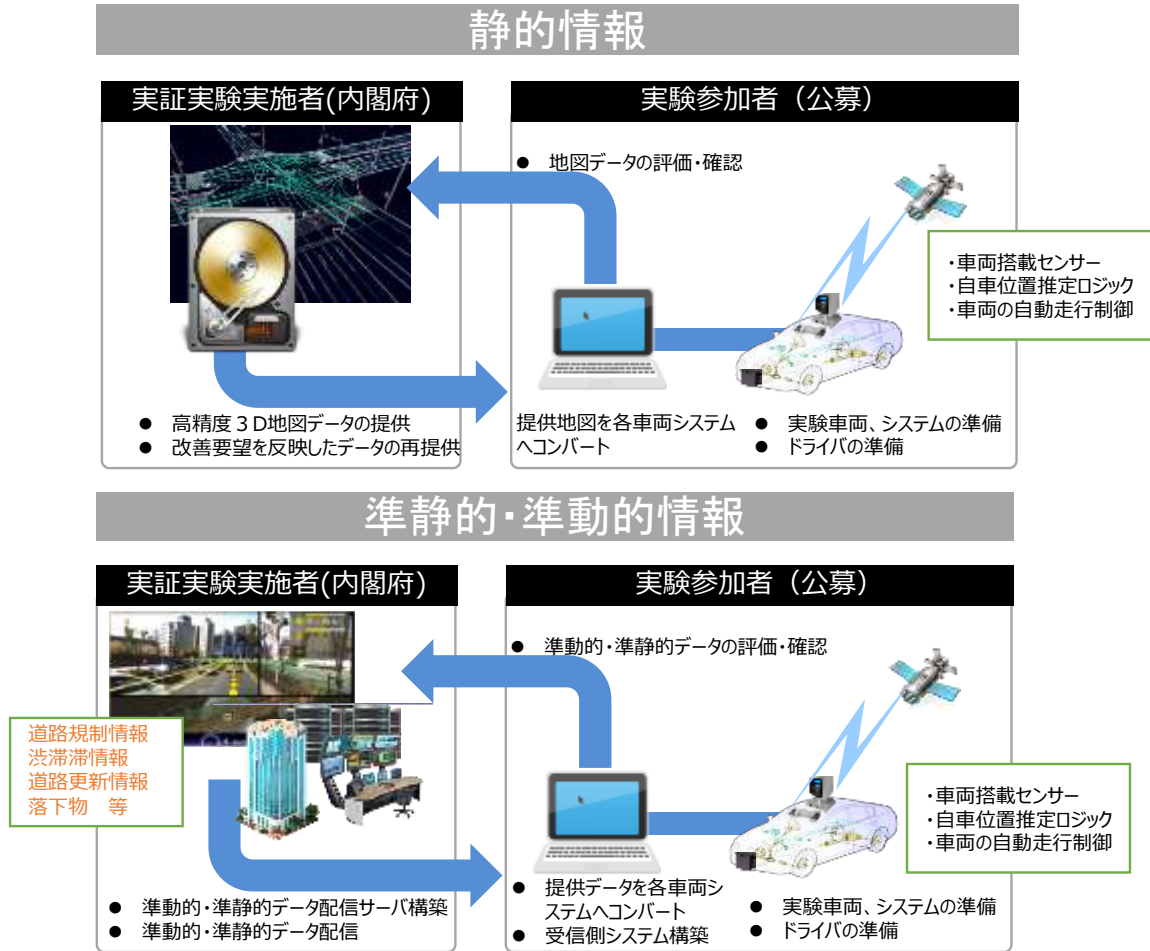 静的情報
実証実験実施者(内閣府)
実験参加者（公募）
● 地図データの評価・確認
・車両搭載センサー
・自車位置推定ロジック
・車両の自動走行制御
● 高精度３D地図データの提供
● 改善要望を反映したデータの再提供
提供地図を各車両システム
へコンバート
● 実験車両、システムの準備
● ドライバの準備
準静的・準動的情報
実証実験実施者(内閣府)
実験参加者（公募）
● 準動的・準静的データの評価・確認
道路規制情報
渋滞滞情報
道路更新情報
落下物　等
・車両搭載センサー
・自車位置推定ロジック
・車両の自動走行制御
● 準動的・準静的データ配信サーバ構築
● 準動的・準静的データ配信
● 提供データを各車両シ
ステムへコンバート
● 受信側システム構築
● 実験車両、システムの準備
● ドライバの準備